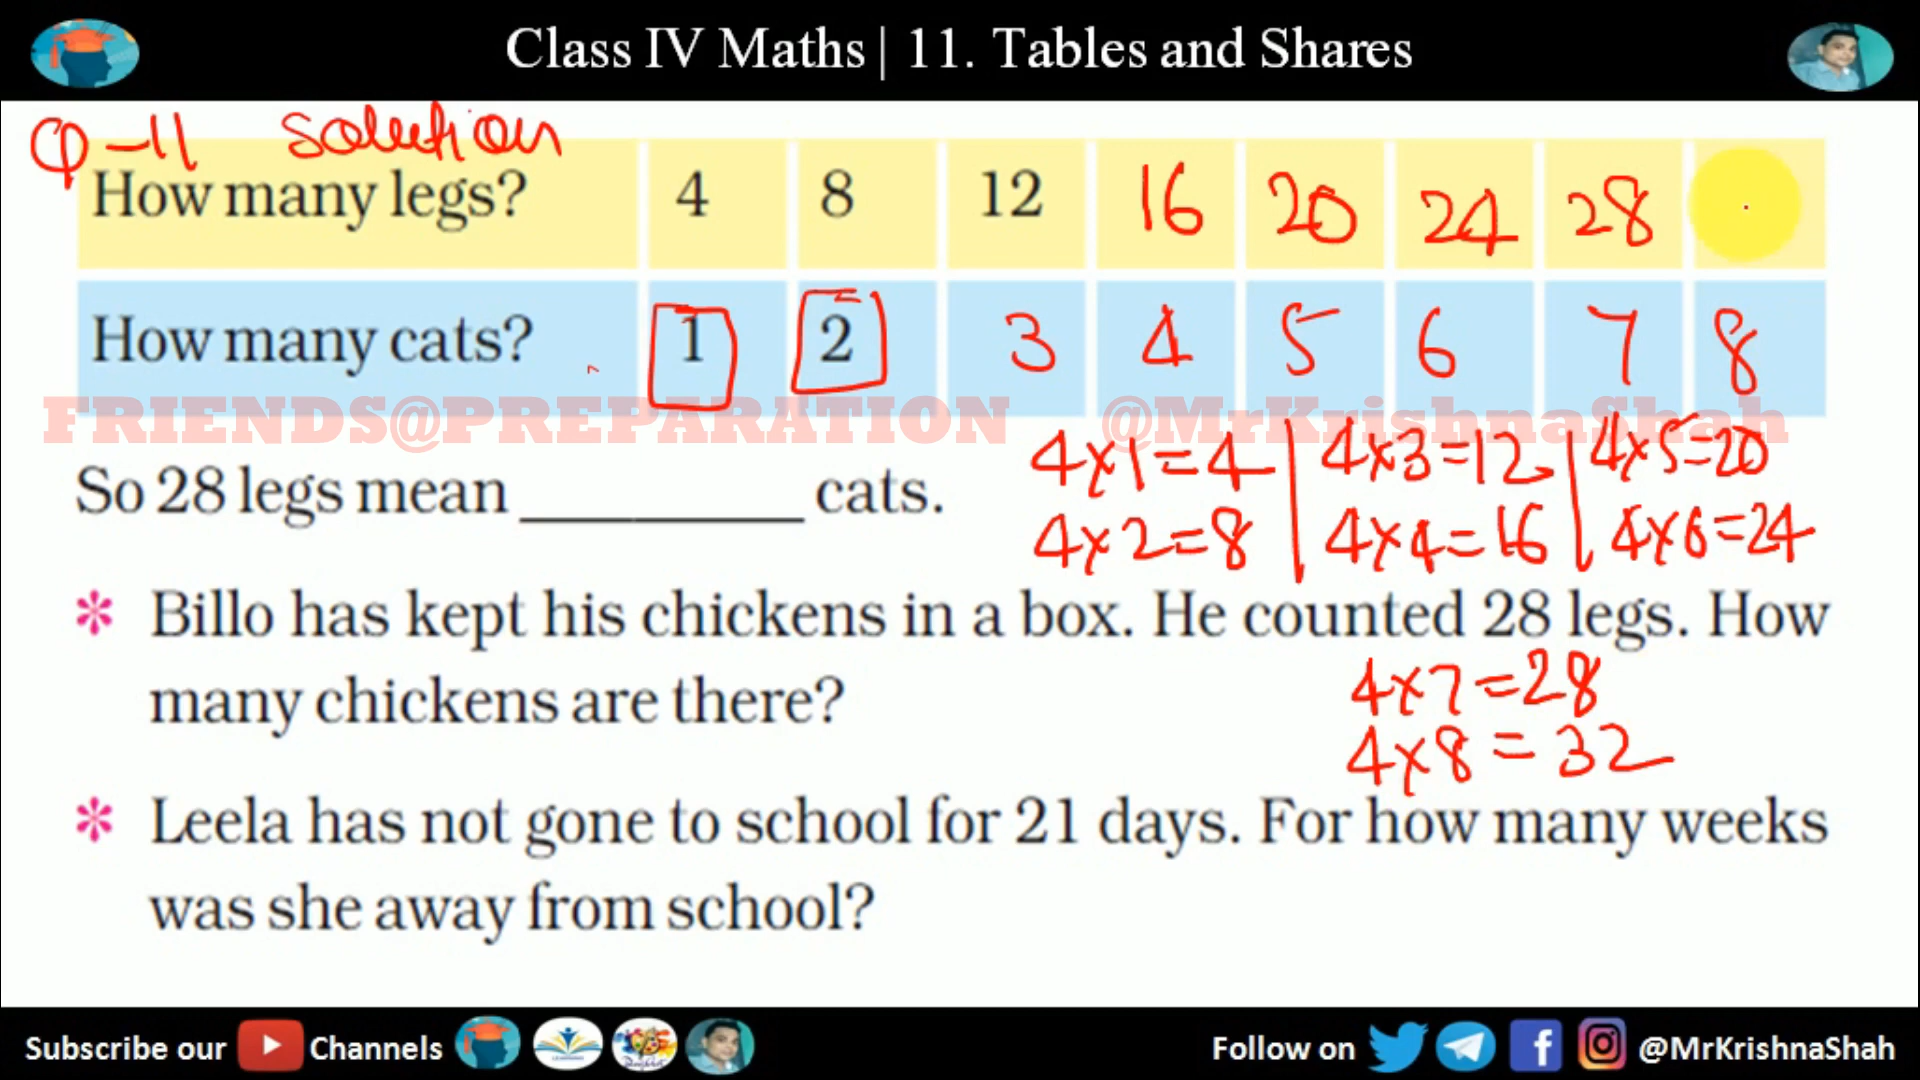 Class IV Maths | 11. Tables and Shares
Q-11 Solution
How many legs? 4 8 12 16 20 24 28
How many cats? 1 2 3 4 5 6 7 8
FRIENDS@PREPARATION @MrKrishnaShah
So 28 legs mean __________ cats.
4×1=4 | 4×3=12 | 4×5=20
4×2=8 | 4×4=16 | 4×6=24
* Billo has kept his chickens in a box. He counted 28 legs. How
many chickens are there?
4×7=28
4×8=32
* Leela has not gone to school for 21 days. For how many weeks
was she away from school?
Subscribe our Channels Follow on @MrKrishnaShah